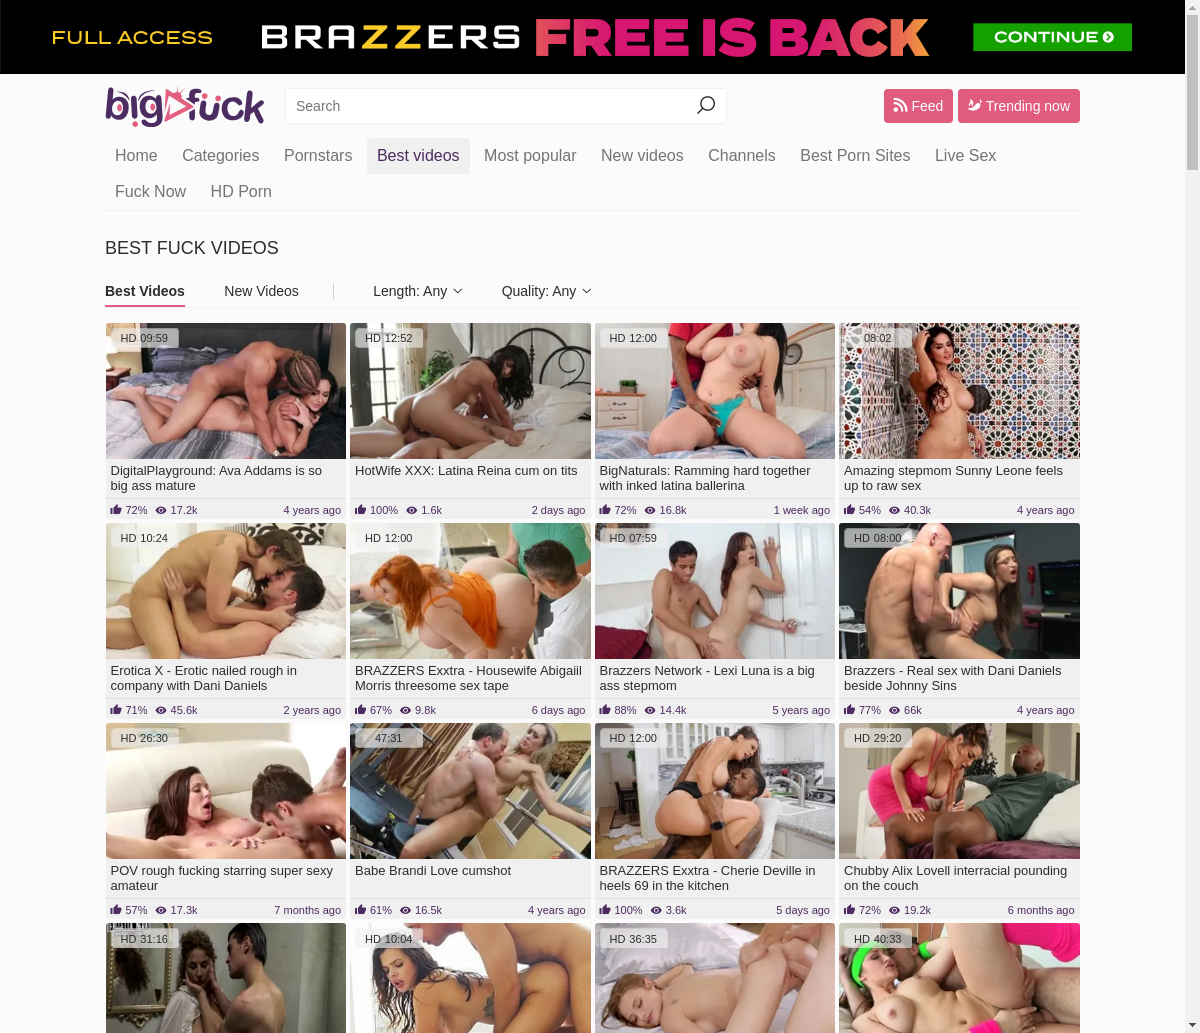 FULL ACCESS BRAZZERS FREE IS BACK CONTINUE
big fuck Search Feed Trending now
Home Categories Pornstars Best videos Most popular New videos Channels Best Porn Sites Live Sex
Fuck Now HD Porn
BEST FUCK VIDEOS
Best Videos New Videos Length: Any Quality: Any
HD 09:59 HD 12:52 HD 12:00 08:02
DigitalPlayground: Ava Addams is so
big ass mature
72% 17.2k 4 years ago
HotWife XXX: Latina Reina cum on tits
100% 1.6k 2 days ago
BigNaturals: Ramming hard together
with inked latina ballerina
72% 16.8k 1 week ago
Amazing stepmom Sunny Leone feels
up to raw sex
54% 40.3k 4 years ago
HD 10:24 HD 12:00 HD 07:59 HD 08:00
Erotica X - Erotic nailed rough in
company with Dani Daniels
71% 45.6k 2 years ago
BRAZZERS Exxtra - Housewife Abigaiil
Morris threesome sex tape
67% 9.8k 6 days ago
Brazzers Network - Lexi Luna is a big
ass stepmom
88% 14.4k 5 years ago
Brazzers - Real sex with Dani Daniels
beside Johnny Sins
77% 66k 4 years ago
HD 26:30 47:31 HD 12:00 HD 29:20
POV rough fucking starring super sexy
amateur
57% 17.3k 7 months ago
Babe Brandi Love cumshot
61% 16.5k 4 years ago
BRAZZERS Exxtra - Cherie Deville in
heels 69 in the kitchen
100% 3.6k 5 days ago
Chubby Alix Lovell interracial pounding
on the couch
72% 19.2k 6 months ago
HD 31:16 HD 10:04 HD 36:35 HD 40:33